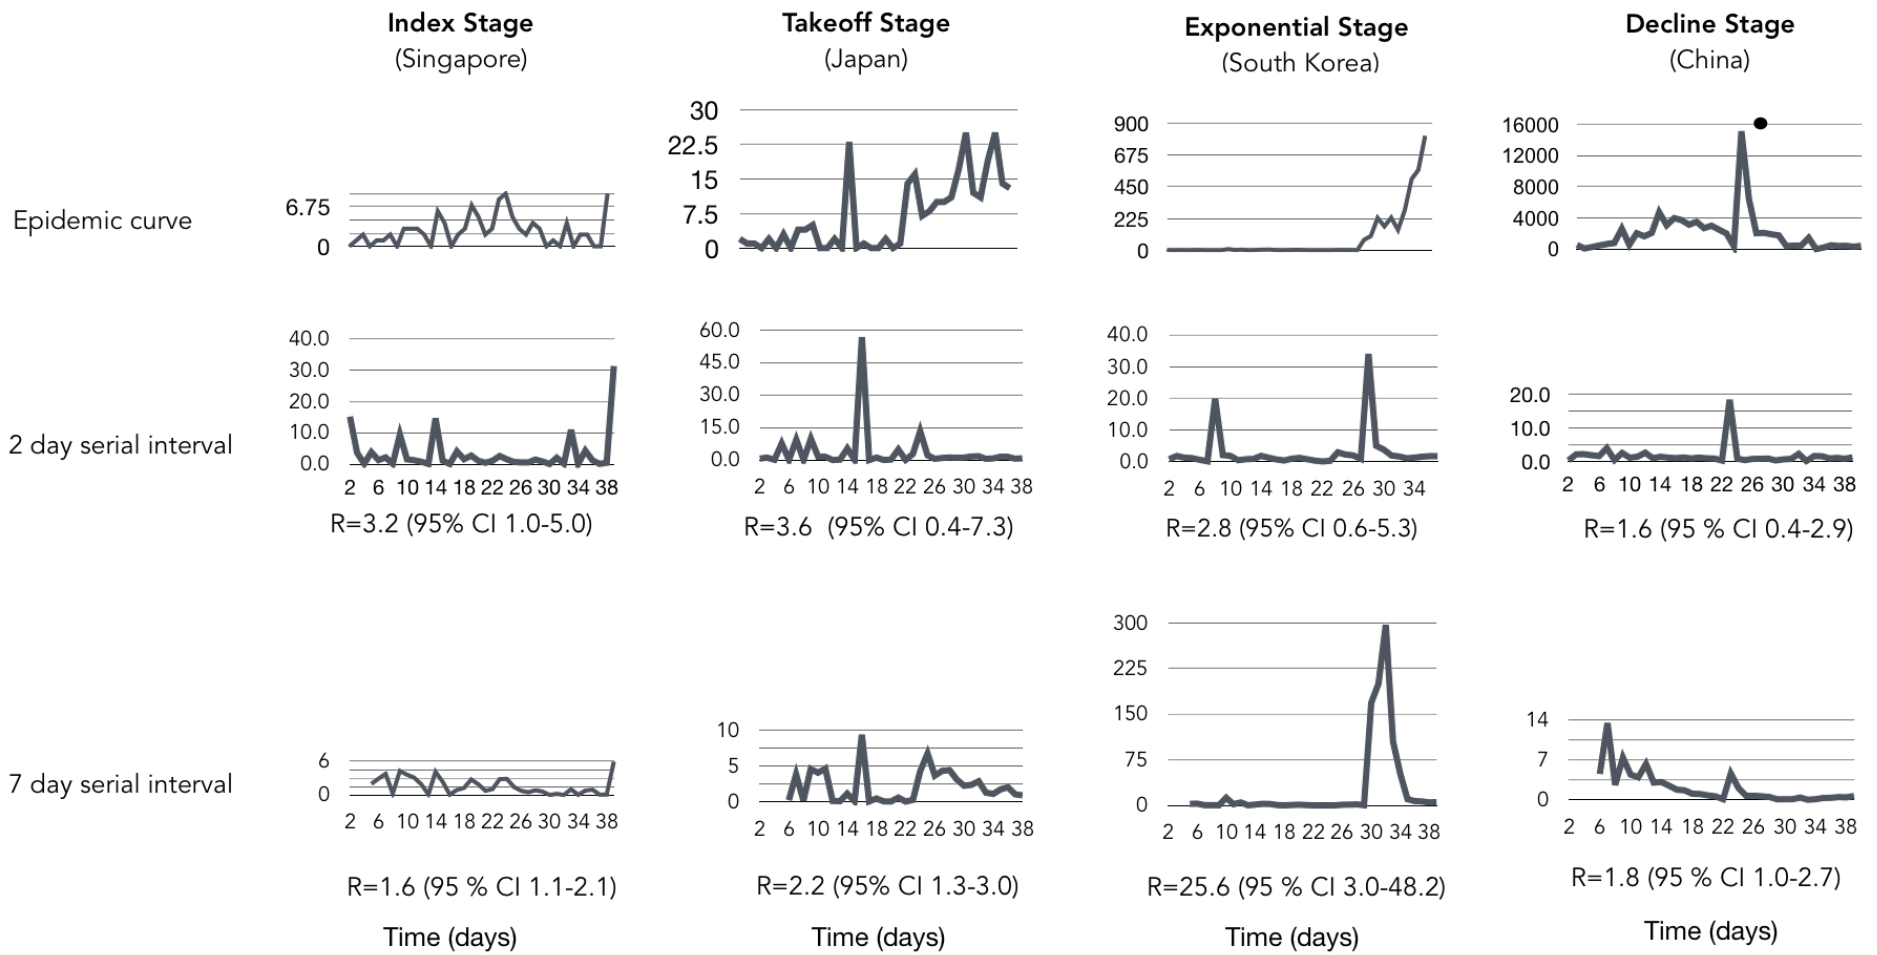 Index Stage
(Singapore)
Takeoff Stage
(Japan)
Exponential Stage
(South Korea)
Decline Stage
(China)
Epidemic curve
6.75
0
30
22.5
15
7.5
0
900
675
450
225
0
16000
12000
8000
4000
0
2 day serial interval
40.0
30.0
20.0
10.0
0.0
2 6 10 14 18 22 26 30 34 38
R=3.2 (95% CI 1.0-5.0)
60.0
45.0
30.0
15.0
0.0
2 6 10 14 18 22 26 30 34 38
R=3.6 (95% CI 0.4-7.3)
40.0
30.0
20.0
10.0
0.0
2 6 10 14 18 22 26 30 34
R=2.8 (95% CI 0.6-5.3)
20.0
10.0
0.0
2 6 10 14 18 22 26 30 34 38
R=1.6 (95 % CI 0.4-2.9)
7 day serial interval
6
0
2 6 10 14 18 22 26 30 34 38
R=1.6 (95 % CI 1.1-2.1)
Time (days)
10
5
0
2 6 10 14 18 22 26 30 34 38
R=2.2 (95% CI 1.3-3.0)
Time (days)
300
225
150
75
0
2 6 10 14 18 22 26 30 34 38
R=25.6 (95 % CI 3.0-48.2)
Time (days)
14
7
0
2 6 10 14 18 22 26 30 34 38
R=1.8 (95 % CI 1.0-2.7)
Time (days)